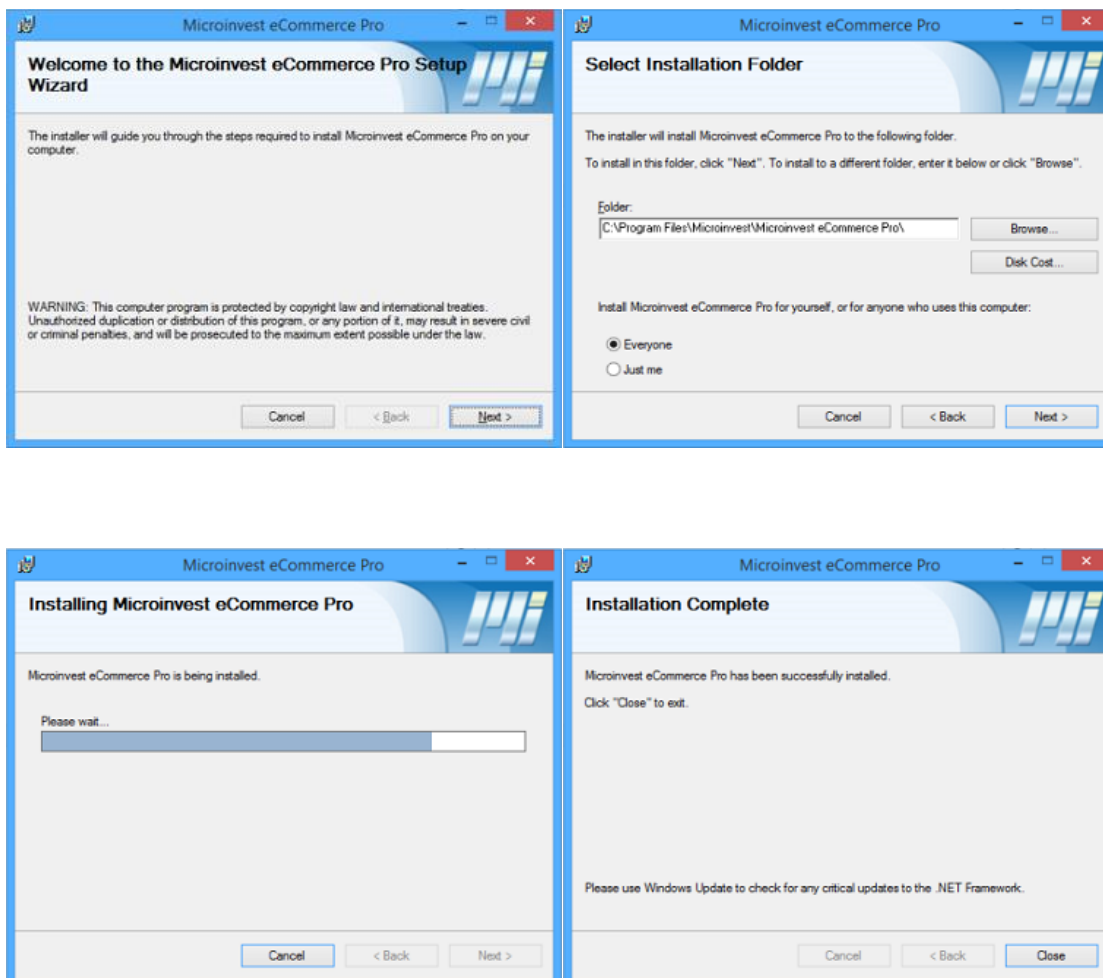 Microinvest eCommerce Pro
Welcome to the Microinvest eCommerce Pro Setup
Wizard
The installer will guide you through the steps required to install Microinvest eCommerce Pro on your
computer.
WARNING: This computer program is protected by copyright law and international treaties.
Unauthorized duplication or distribution of this program, or any portion of it, may result in severe civil
or criminal penalties, and will be prosecuted to the maximum extent possible under the law.
Cancel < Back Next >
Microinvest eCommerce Pro
Select Installation Folder
The installer will install Microinvest eCommerce Pro to the following folder.
To install in this folder, click "Next". To install to a different folder, enter it below or click "Browse".
Folder:
C:\Program Files\Microinvest\Microinvest eCommerce Pro\
Browse...
Disk Cost...
Install Microinvest eCommerce Pro for yourself, or for anyone who uses this computer:
Everyone
Just me
Cancel < Back Next >
Microinvest eCommerce Pro
Installing Microinvest eCommerce Pro
Microinvest eCommerce Pro is being installed.
Please wait...
Cancel < Back Next >
Microinvest eCommerce Pro
Installation Complete
Microinvest eCommerce Pro has been successfully installed.
Click "Close" to exit.
Please use Windows Update to check for any critical updates to the .NET Framework.
Cancel < Back Close